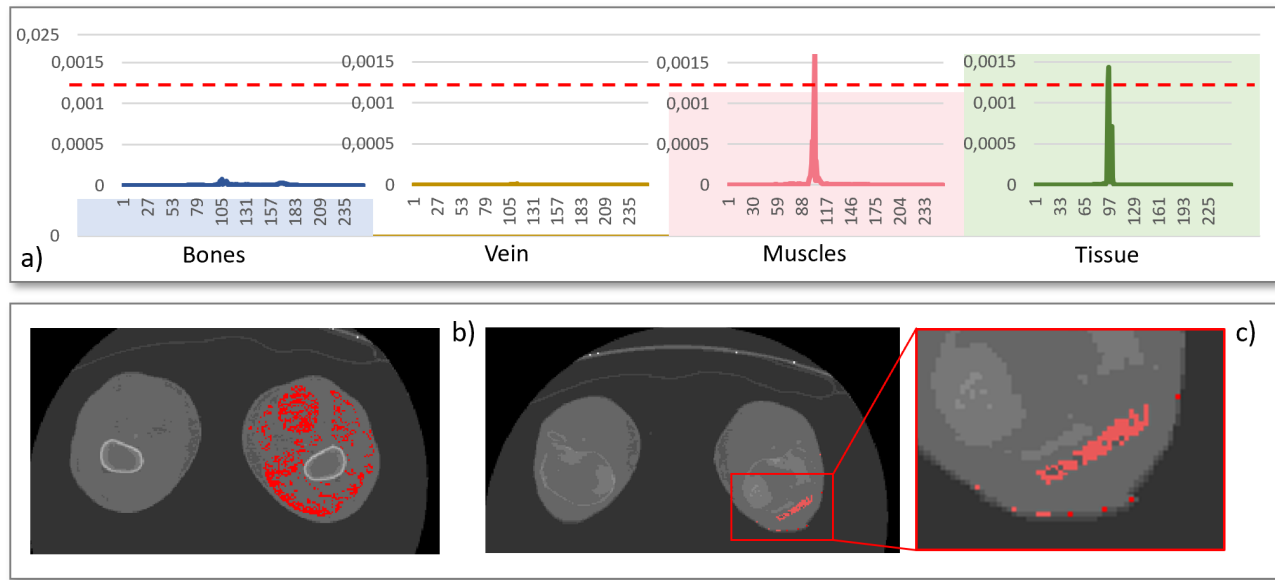 0,025
0,0015 0,0015 0,0015 0,0015
0,001 0,001 0,001 0,001
0,0005 0,0005 0,0005 0,0005
0 0 0 0
1 27 53 79 105 131 157 183 209 235 1 27 53 79 105 131 157 183 209 235 1 30 59 88 117 146 175 204 233 1 33 65 97 129 161 193 225
0
a) Bones Vein Muscles Tissue
b) c)